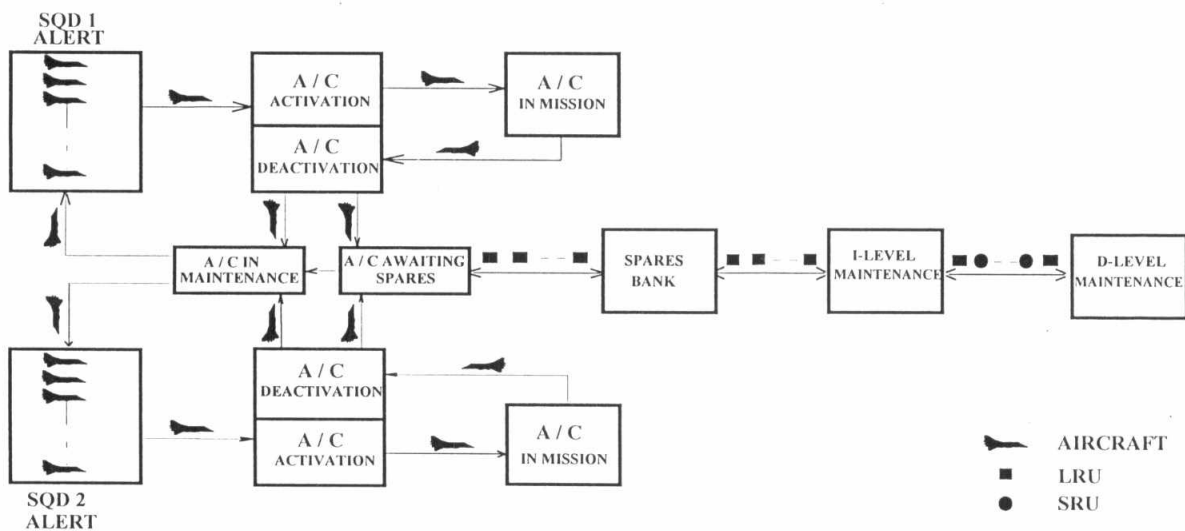 SQD 1
ALERT
A / C
ACTIVATION
A / C
IN MISSION
A / C
DEACTIVATION
A / C IN
MAINTENANCE
A / C AWAITING
SPARES
SPARES
BANK
I-LEVEL
MAINTENANCE
D-LEVEL
MAINTENANCE
A / C
DEACTIVATION
A / C
ACTIVATION
A / C
IN MISSION
SQD 2
ALERT
AIRCRAFT
LRU
SRU